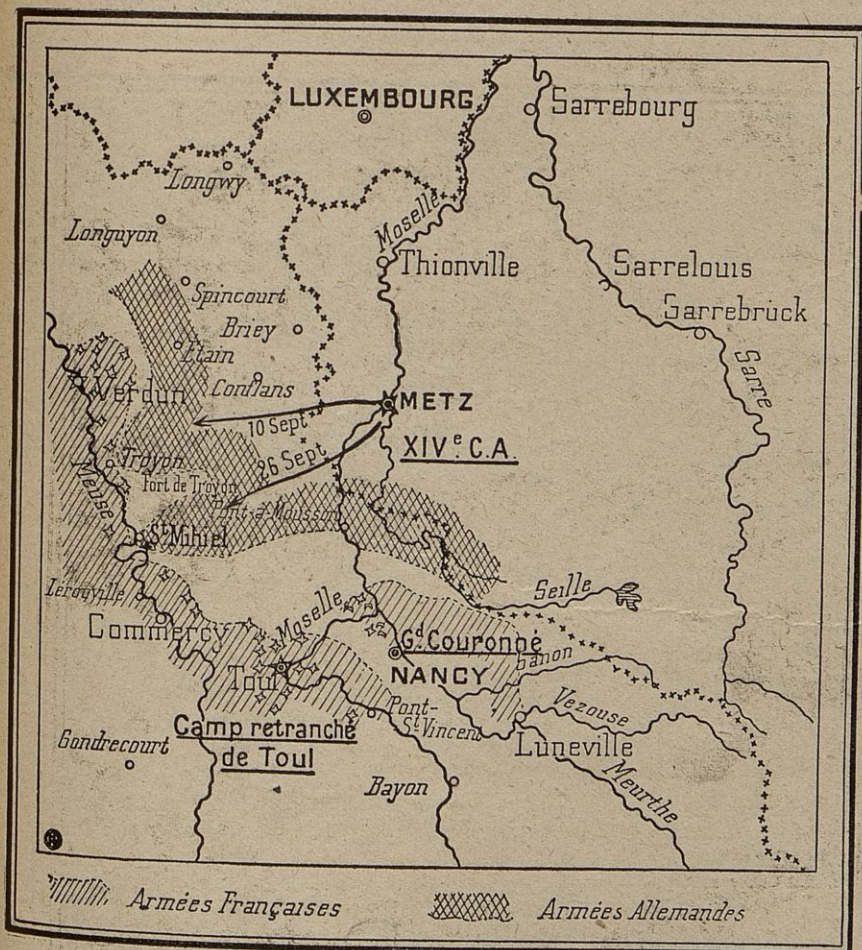 LUXEMBOURG
Sarrebourg
Longwy
Longuyon
Moselle
Thionville
Sarrelouis
Spincourt
Sarrebrück
Briey
Etain
Sarre
Verdun
Conflans
METZ
10 Sept
XIVe. C.A.
26 Sept
Troyon
Fort de Troyon
Meuse
Pont-à-Mousson
St Mihiel
Lérouville
Seille
Moselle
Commercy
Gd. Couronné
Sanon
Toul
NANCY
Pont-
St Vincent
Vezouse
Camp retranché
de Toul
Lunéville
Gondrecourt
Bayon
Meurthe
Armées Françaises
Armées Allemandes